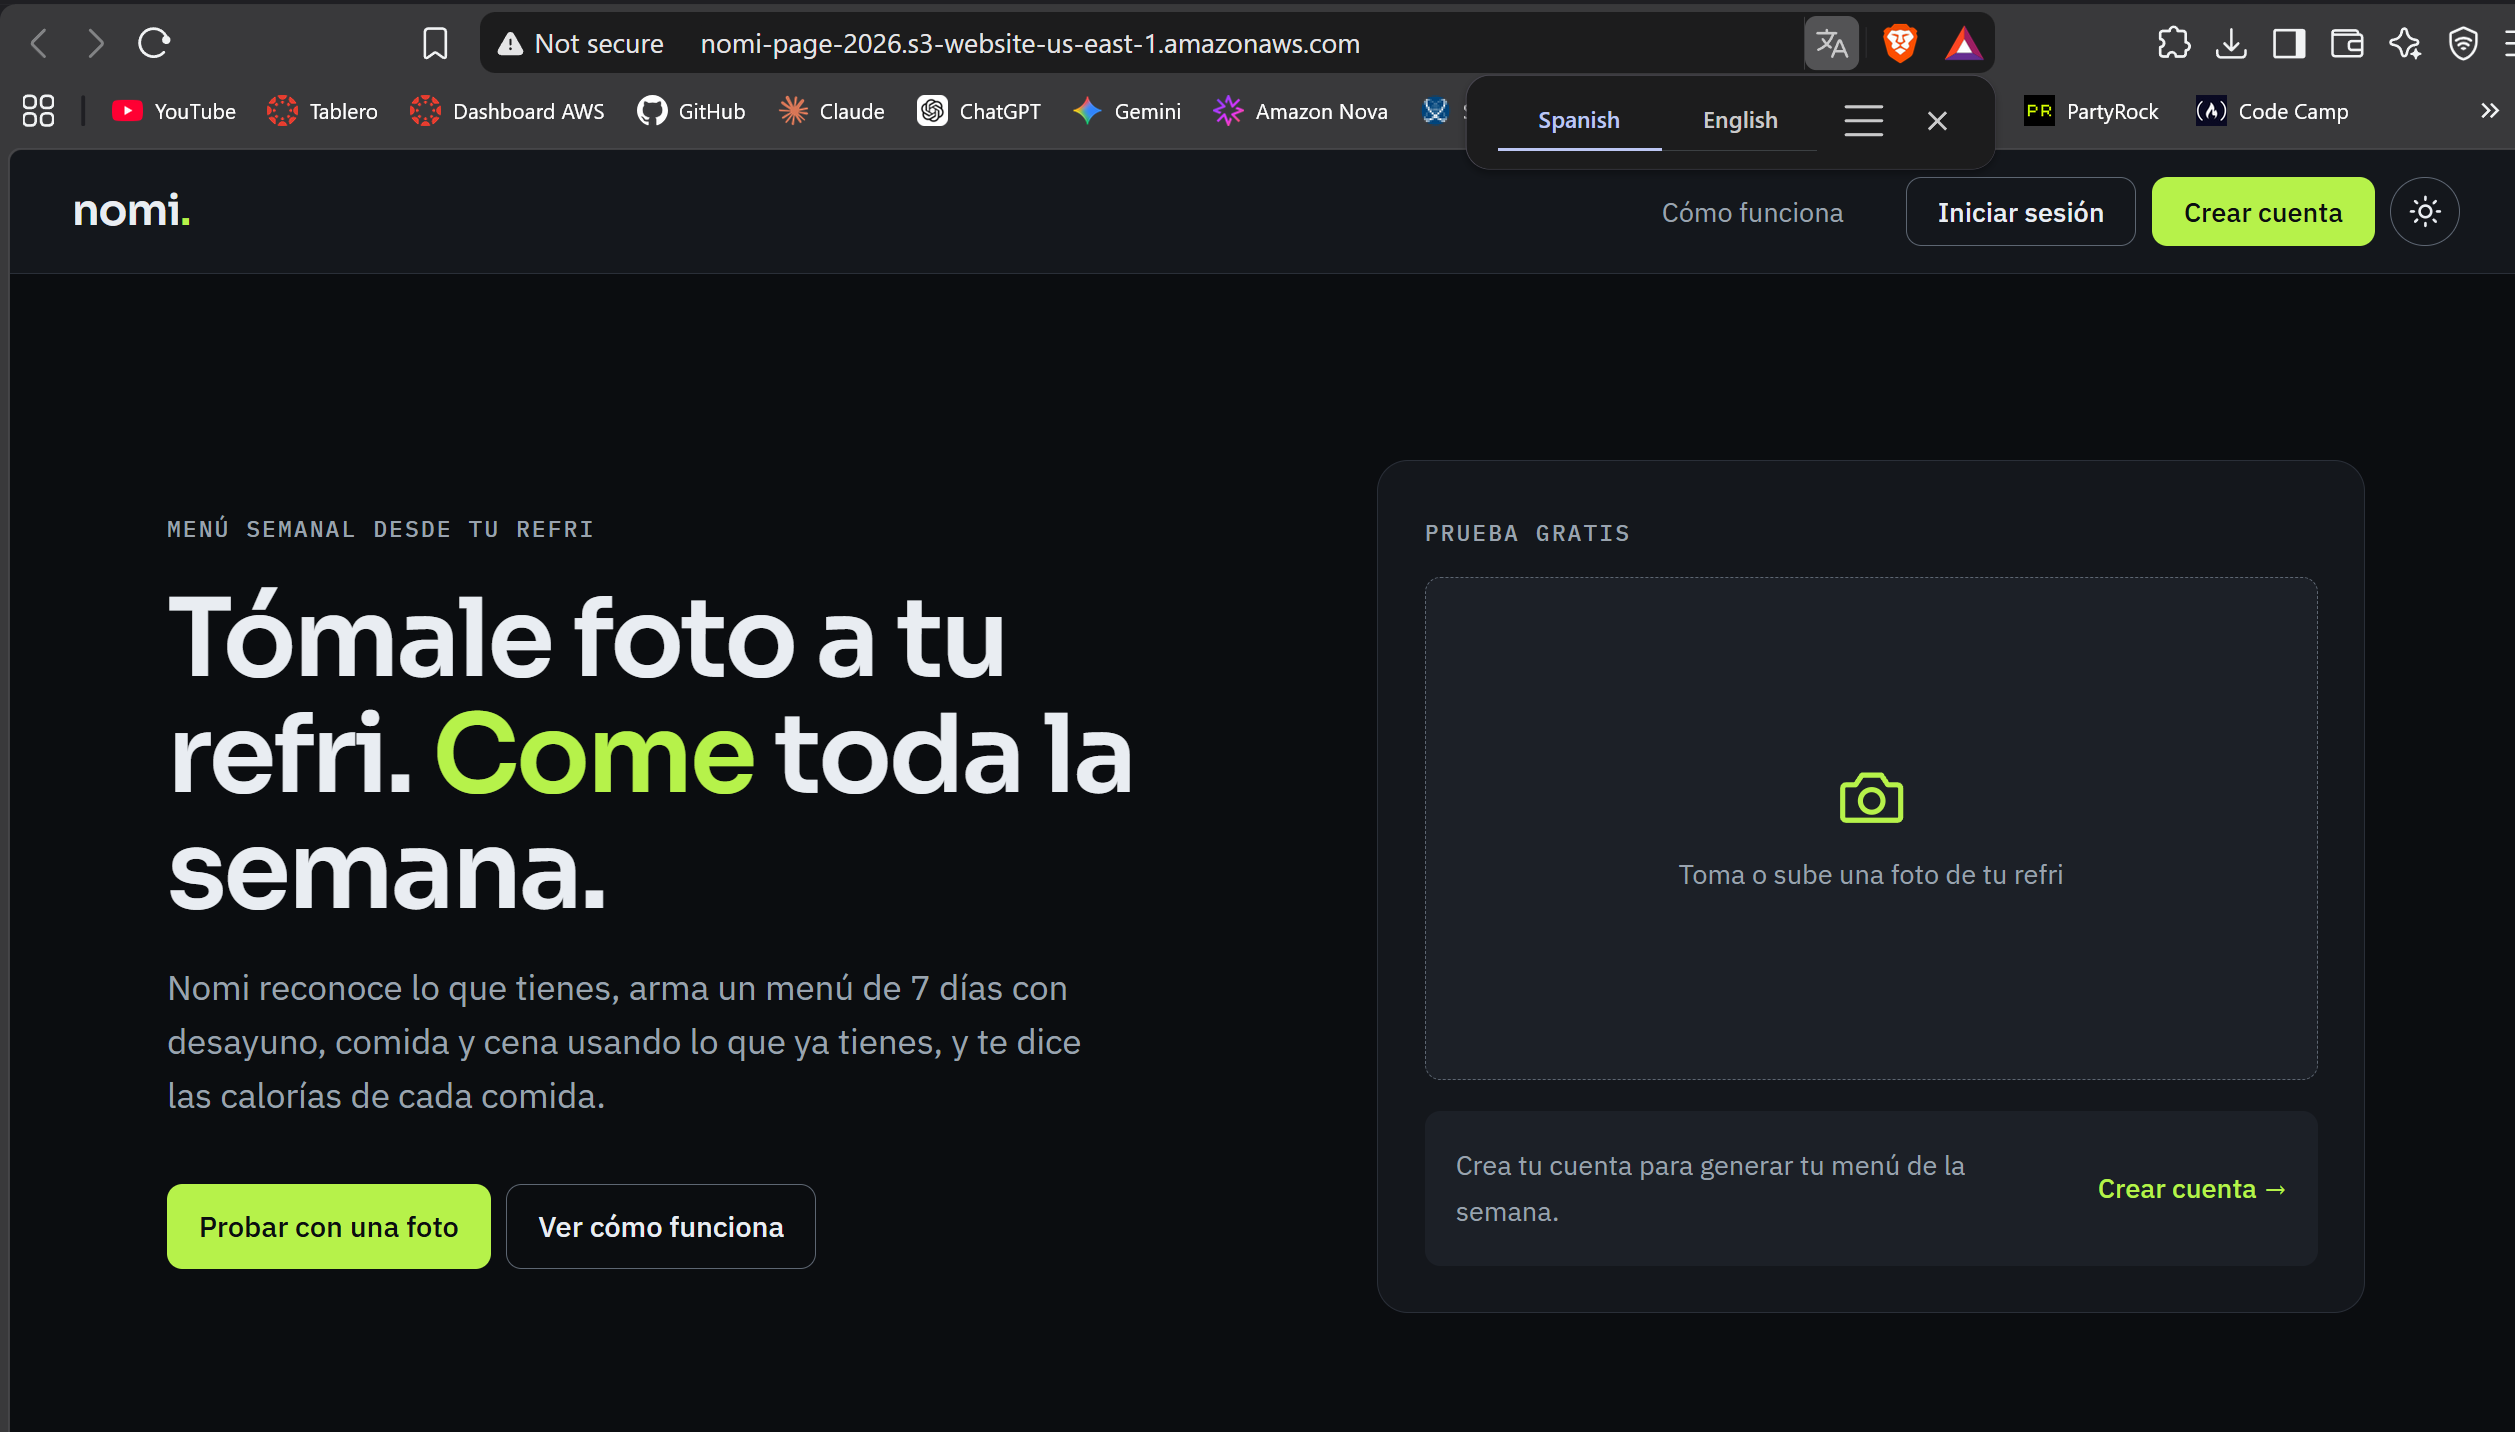 Not secure nomi-page-2026.s3-website-us-east-1.amazonaws.com
YouTube Tablero Dashboard AWS GitHub Claude ChatGPT Gemini Amazon Nova PR PartyRock Code Camp
Spanish English
nomi.
Cómo funciona Iniciar sesión Crear cuenta
MENÚ SEMANAL DESDE TU REFRI
Tómale foto a tu
refri. Come toda la
semana.
Nomi reconoce lo que tienes, arma un menú de 7 días con
desayuno, comida y cena usando lo que ya tienes, y te dice
las calorías de cada comida.
Probar con una foto Ver cómo funciona
PRUEBA GRATIS
Toma o sube una foto de tu refri
Crea tu cuenta para generar tu menú de la
semana.
Crear cuenta →